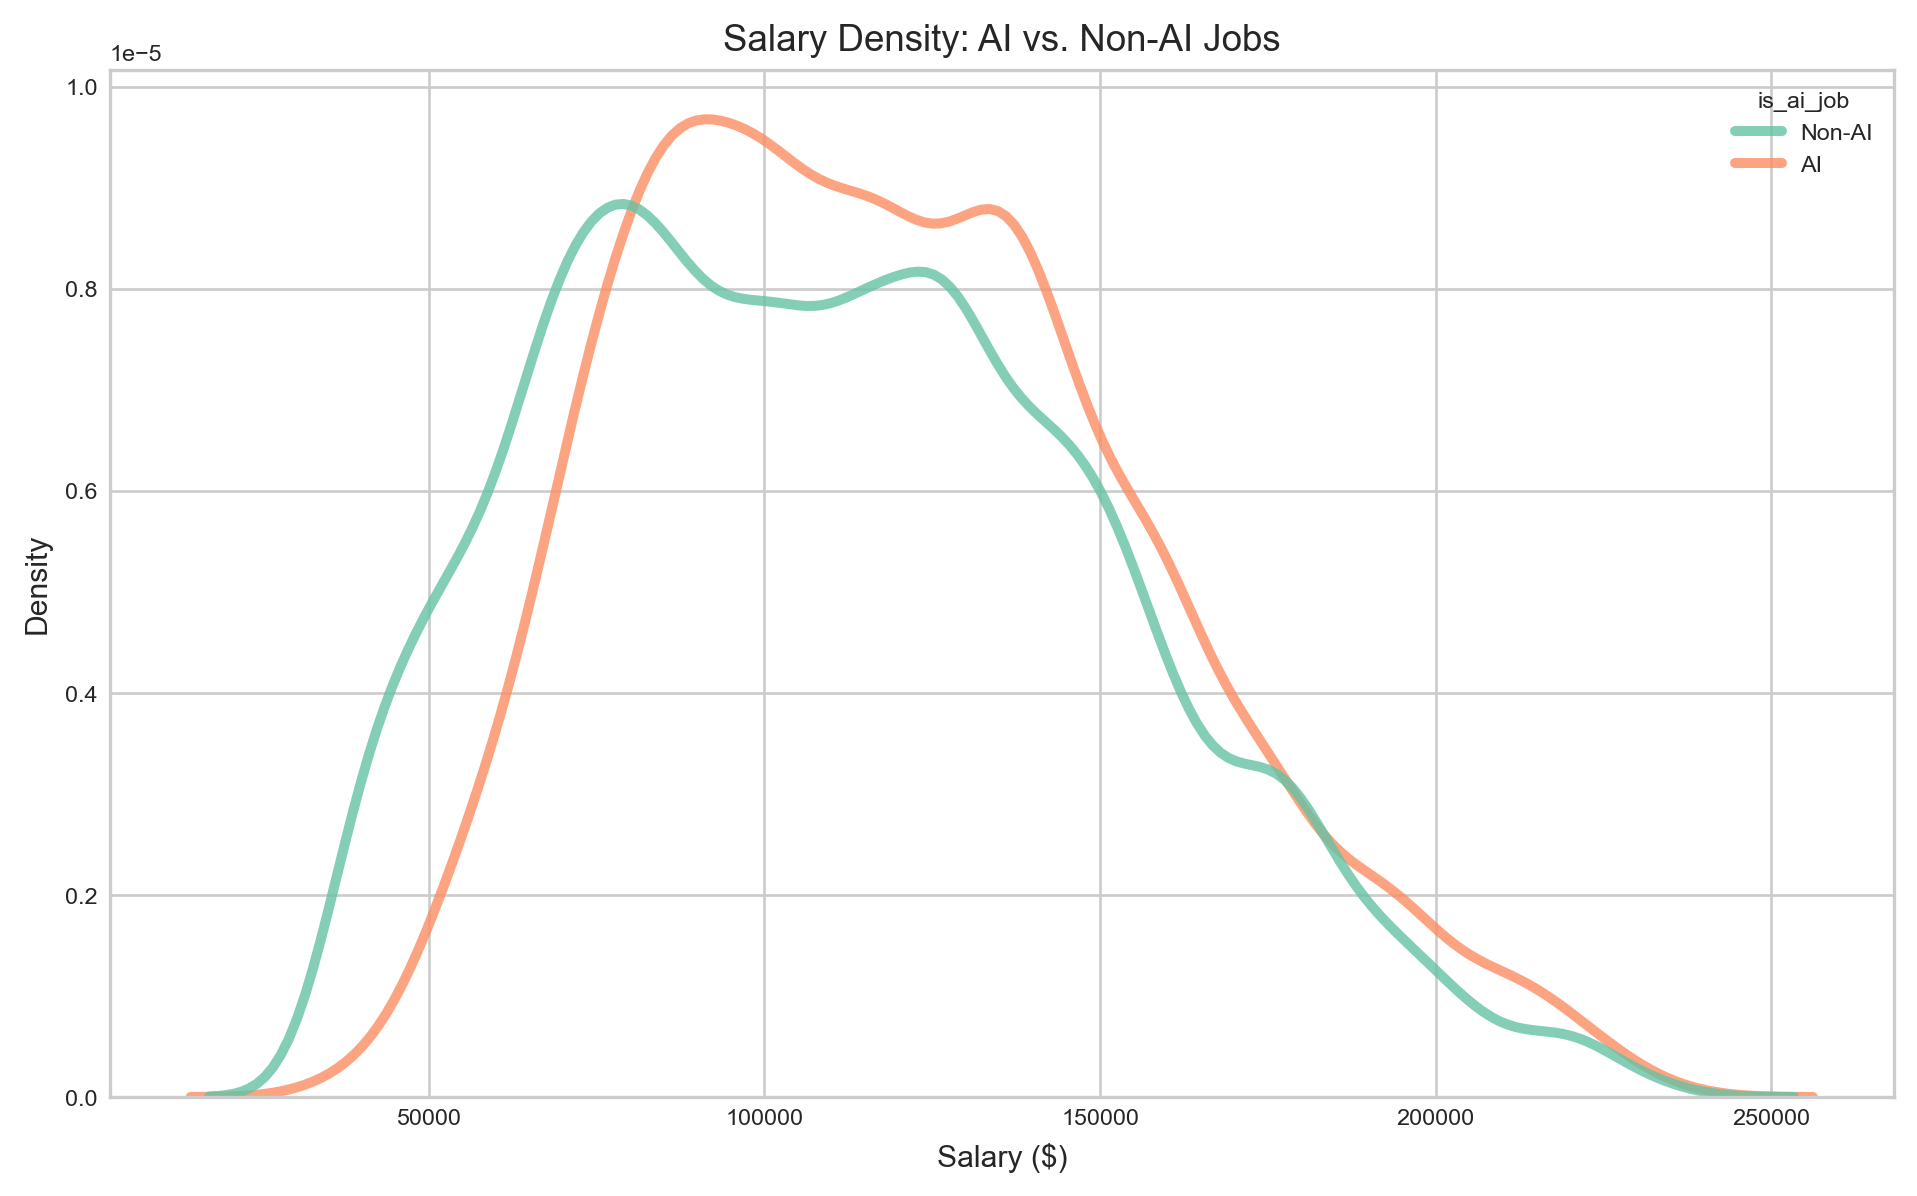 Salary Density: AI vs. Non-AI Jobs
1e−5
1.0
0.8
0.6
0.4
0.2
0.0
Density
is_ai_job
Non-AI
AI
50000
100000
150000
200000
250000
Salary ($)